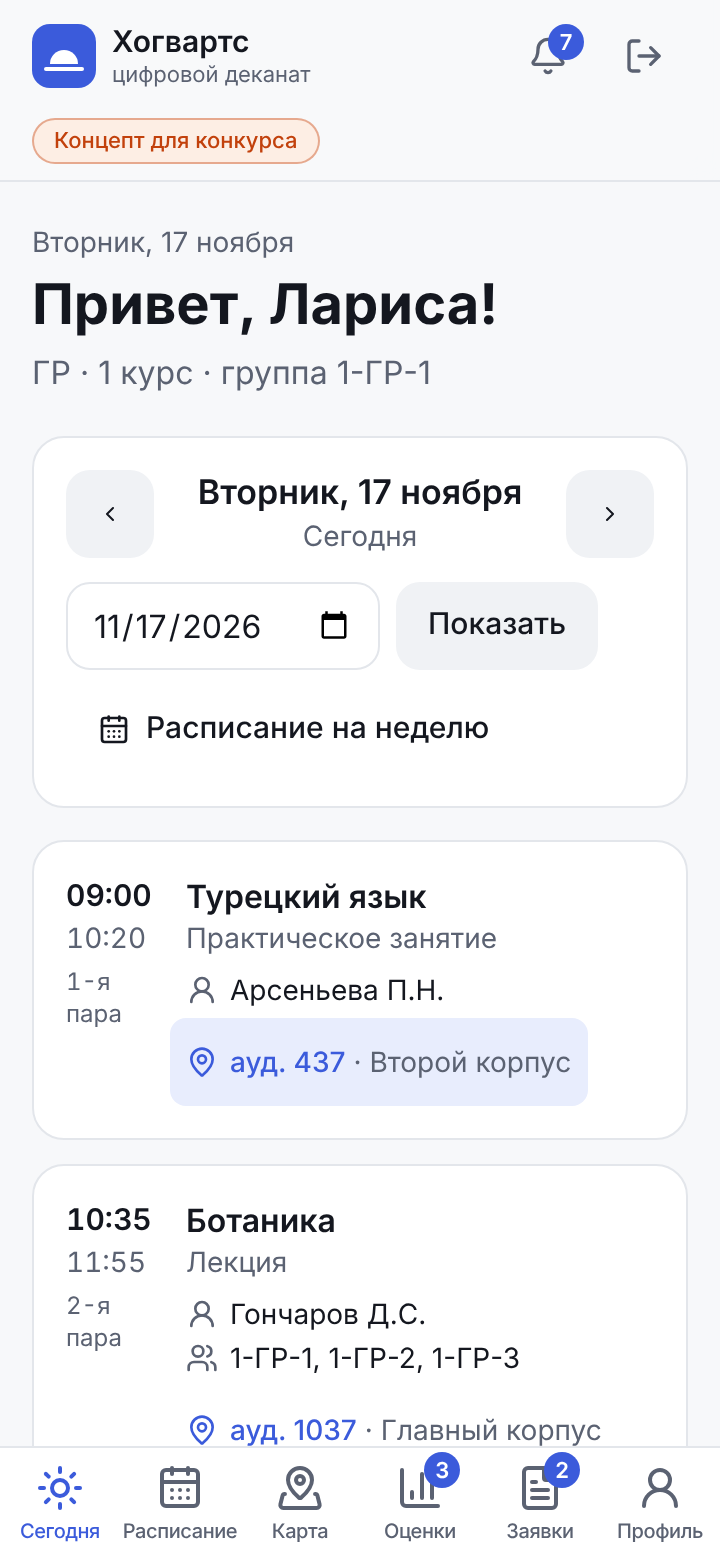 Хогвартс
цифровой деканат
7
Концепт для конкурса
Вторник, 17 ноября
Привет, Лариса!
ГР · 1 курс · группа 1-ГР-1
Вторник, 17 ноября
Сегодня
11/17/2026
Показать
Расписание на неделю
09:00 Турецкий язык
10:20 Практическое занятие
1-я пара
Арсеньева П.Н.
ауд. 437 · Второй корпус
10:35 Ботаника
11:55 Лекция
2-я пара
Гончаров Д.С.
1-ГР-1, 1-ГР-2, 1-ГР-3
ауд. 1037 · Главный корпус
3
2
Сегодня Расписание Карта Оценки Заявки Профиль